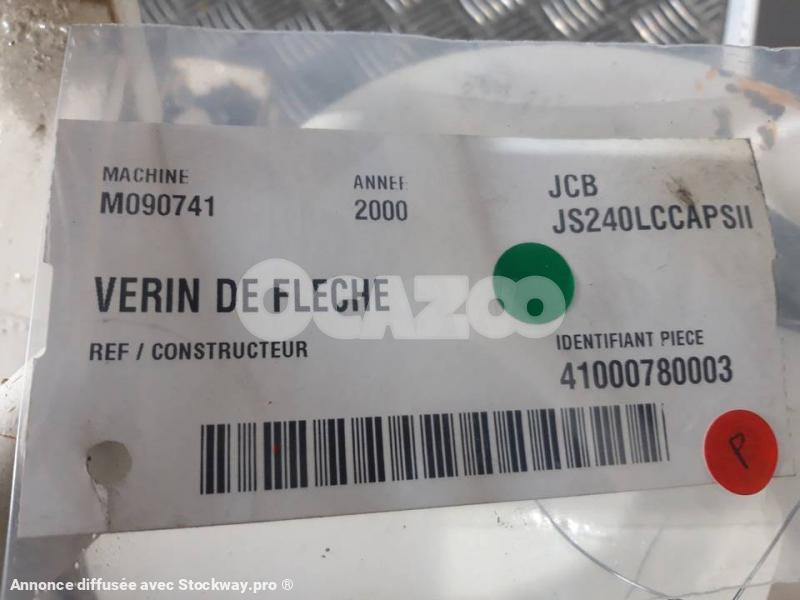 MACHINE
M090741
ANNEE
2000
JCB
JS240LCCAPSII
VERIN DE FLECHE
OCAZOO
REF / CONSTRUCTEUR
IDENTIFIANT PIECE
41000780003
P
Annonce diffusée avec Stockway.pro ®